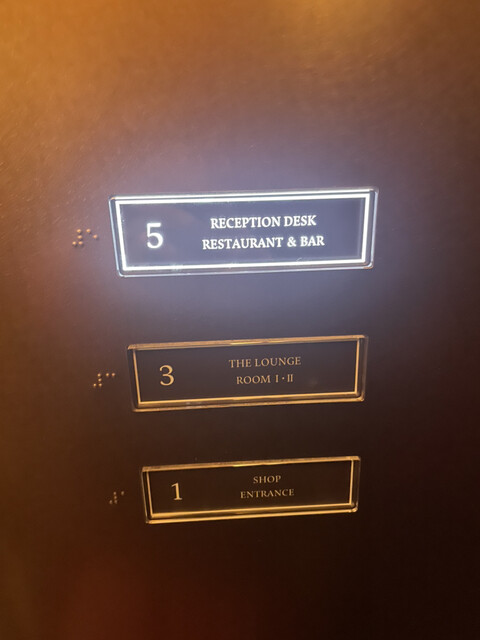 5
RECEPTION DESK
RESTAURANT & BAR
3
THE LOUNGE
ROOM I · II
1
SHOP
ENTRANCE